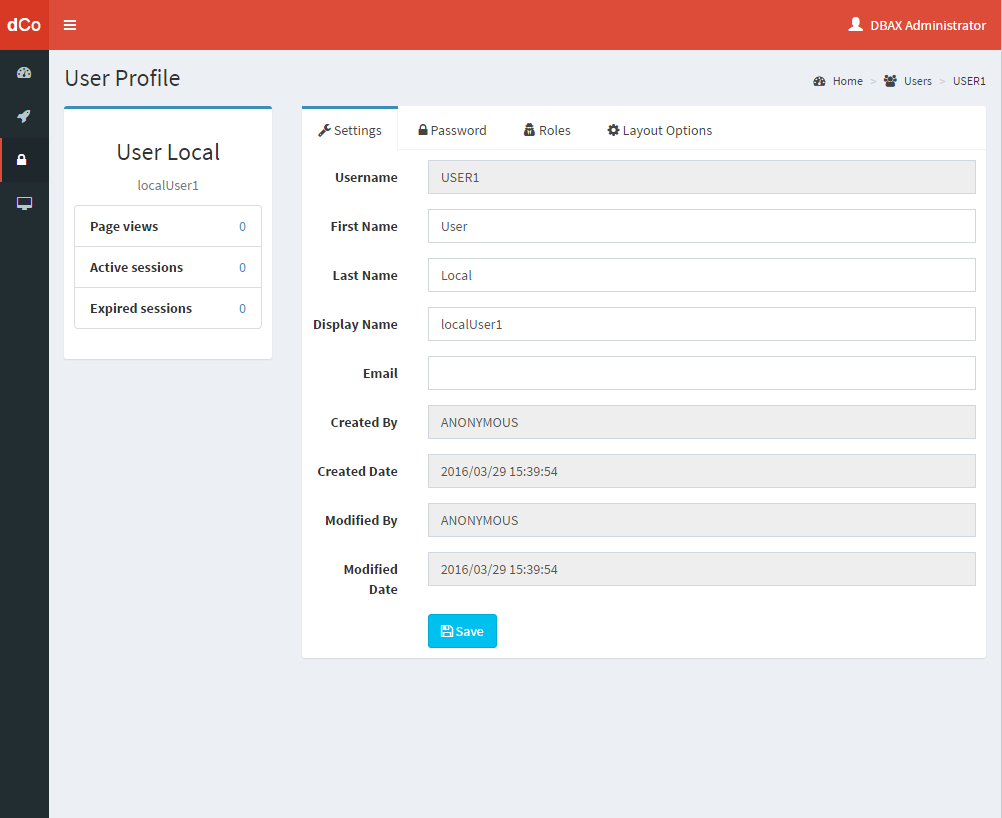 dCo
DBAX Administrator
User Profile
Home > Users > USER1
User Local
localUser1
Page views 0
Active sessions 0
Expired sessions 0
Settings Password Roles Layout Options
Username USER1
First Name User
Last Name Local
Display Name localUser1
Email
Created By ANONYMOUS
Created Date 2016/03/29 15:39:54
Modified By ANONYMOUS
Modified 2016/03/29 15:39:54
Date
Save